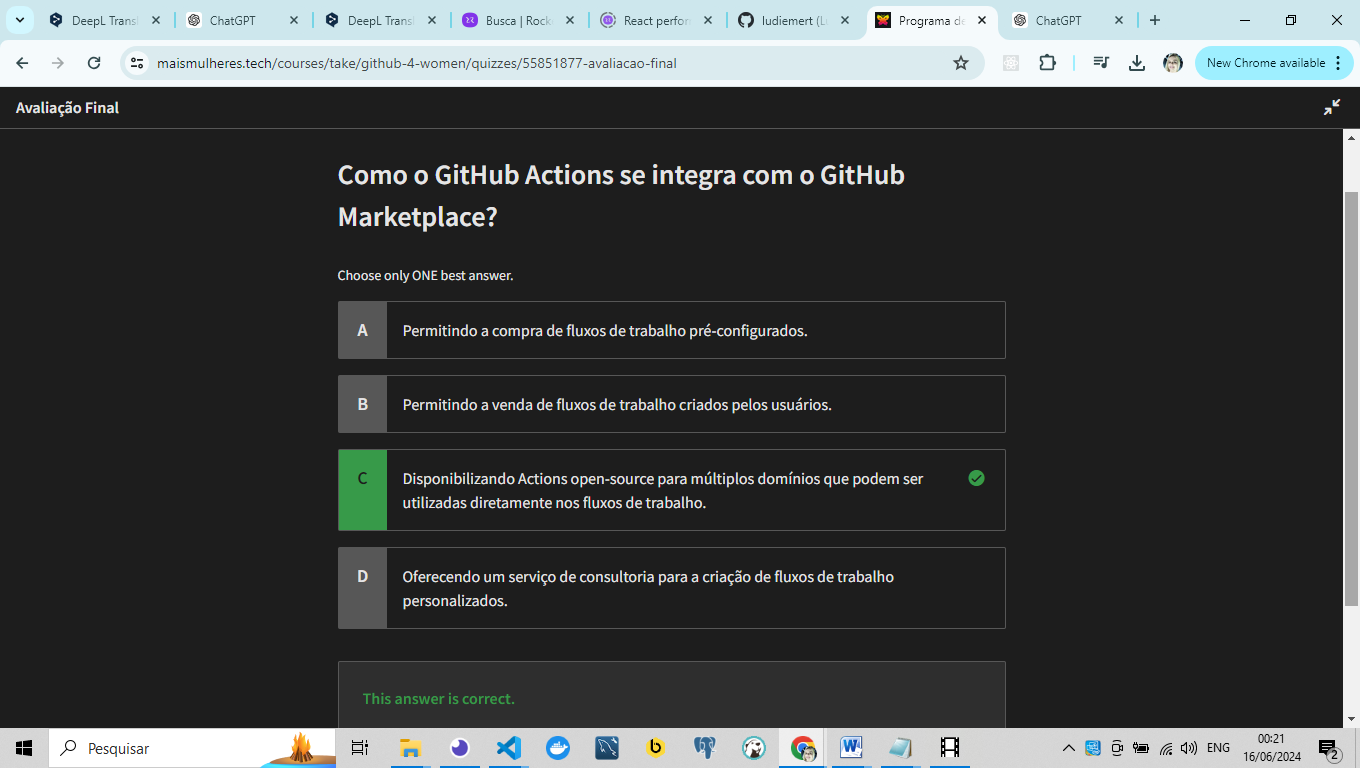 DeepL Transl
ChatGPT
DeepL Transl
Busca | Rock
React perfor
ludiemert (Lu
Programa de
ChatGPT
maismulheres.tech/courses/take/github-4-women/quizzes/55851877-avaliacao-final
New Chrome available
Avaliação Final
Como o GitHub Actions se integra com o GitHub
Marketplace?
Choose only ONE best answer.
A
Permitindo a compra de fluxos de trabalho pré-configurados.
B
Permitindo a venda de fluxos de trabalho criados pelos usuários.
C
Disponibilizando Actions open-source para múltiplos domínios que podem ser
utilizadas diretamente nos fluxos de trabalho.
D
Oferecendo um serviço de consultoria para a criação de fluxos de trabalho
personalizados.
This answer is correct.
Pesquisar
ENG
00:21
16/06/2024
2